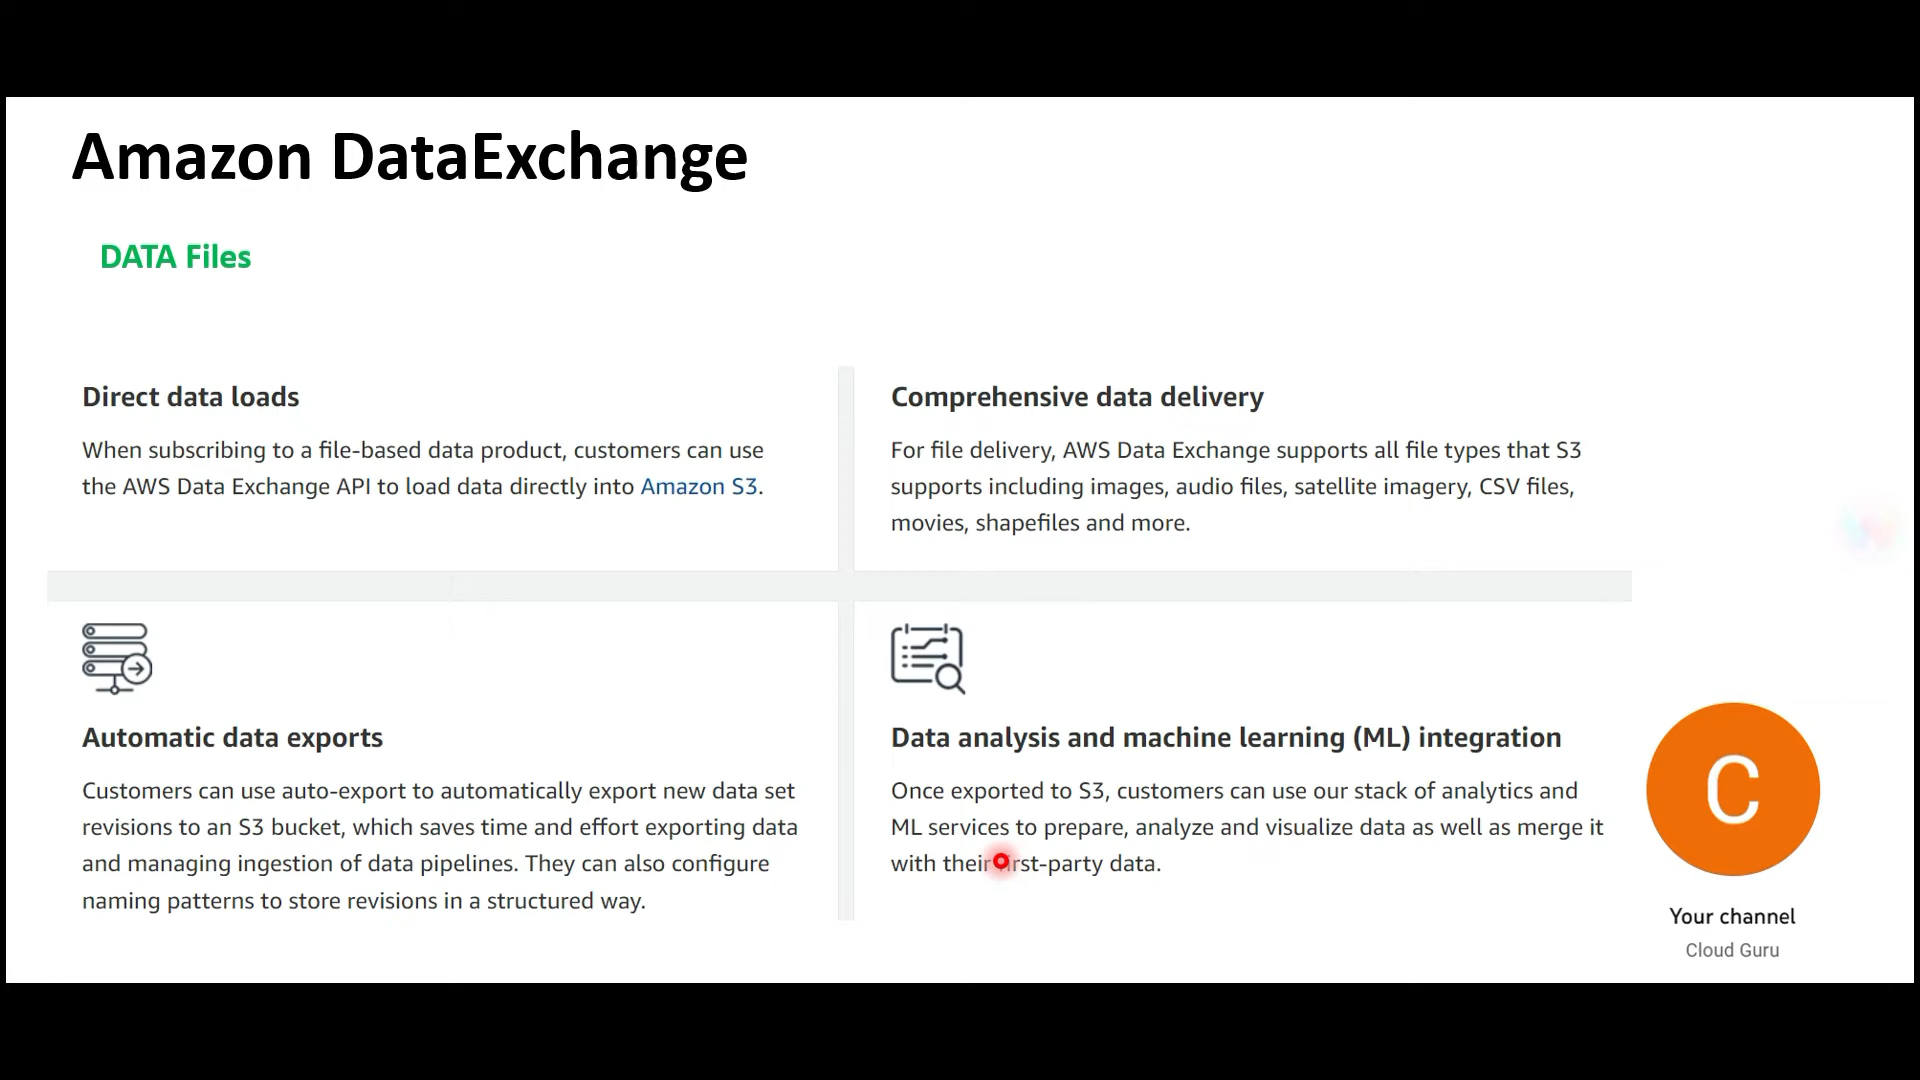 Amazon DataExchange
DATA Files
Direct data loads
When subscribing to a file-based data product, customers can use
the AWS Data Exchange API to load data directly into Amazon S3.
Comprehensive data delivery
For file delivery, AWS Data Exchange supports all file types that S3
supports including images, audio files, satellite imagery, CSV files,
movies, shapefiles and more.
Automatic data exports
Customers can use auto-export to automatically export new data set
revisions to an S3 bucket, which saves time and effort exporting data
and managing ingestion of data pipelines. They can also configure
naming patterns to store revisions in a structured way.
Data analysis and machine learning (ML) integration
Once exported to S3, customers can use our stack of analytics and
ML services to prepare, analyze and visualize data as well as merge it
with their first-party data.
C
Your channel
Cloud Guru